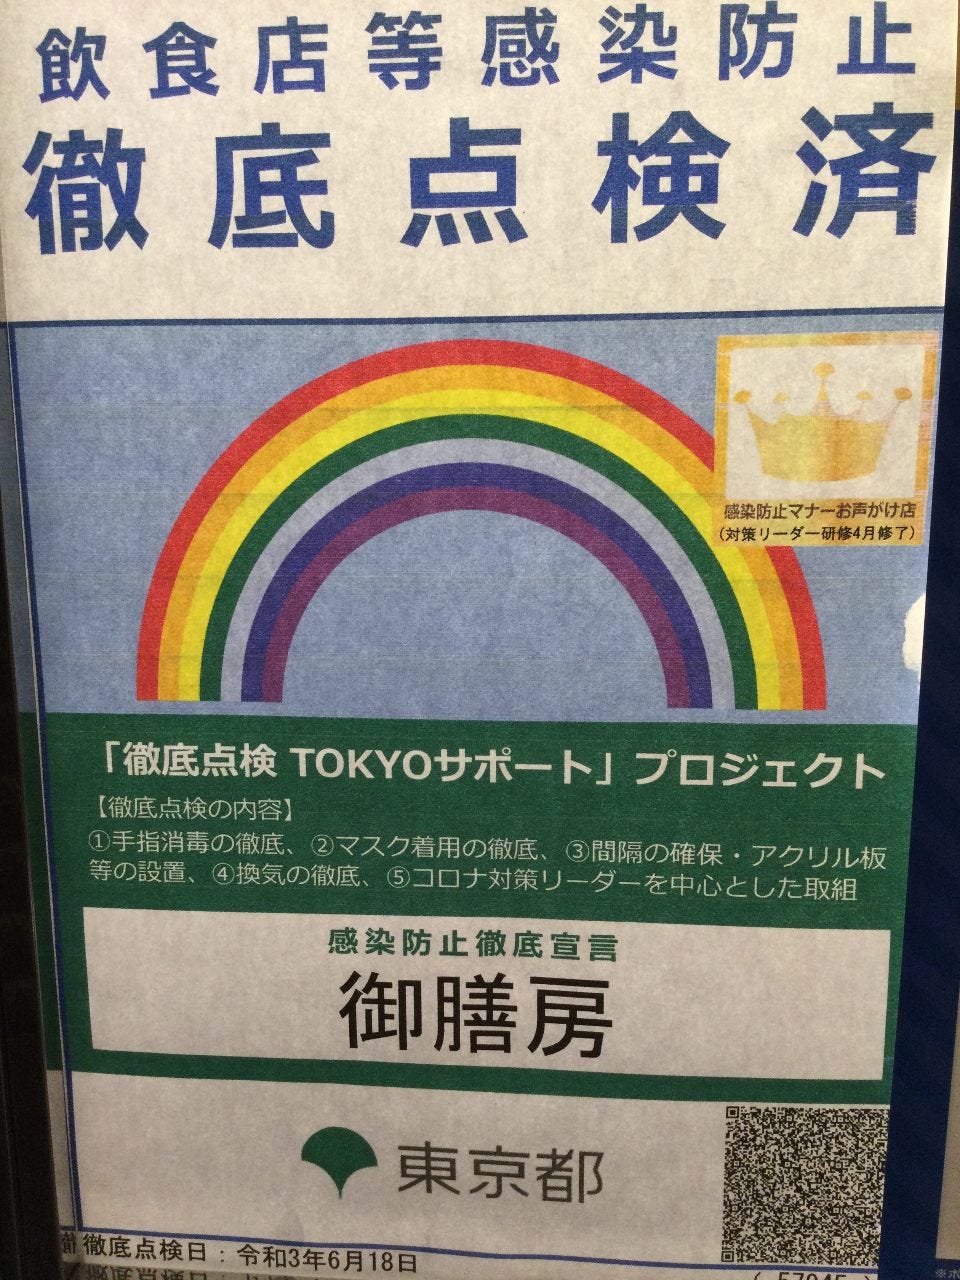 飲食店等感染防止
徹底点検済
感染防止マナーお声がけ店
(対策リーダー研修4月修了)
「徹底点検 TOKYOサポート」プロジェクト
【徹底点検の内容】
①手指消毒の徹底、②マスク着用の徹底、③間隔の確保・アクリル板
等の設置、④換気の徹底、⑤コロナ対策リーダーを中心とした取組
感染防止徹底宣言
御膳房
東京都
徹底点検日：令和3年6月18日